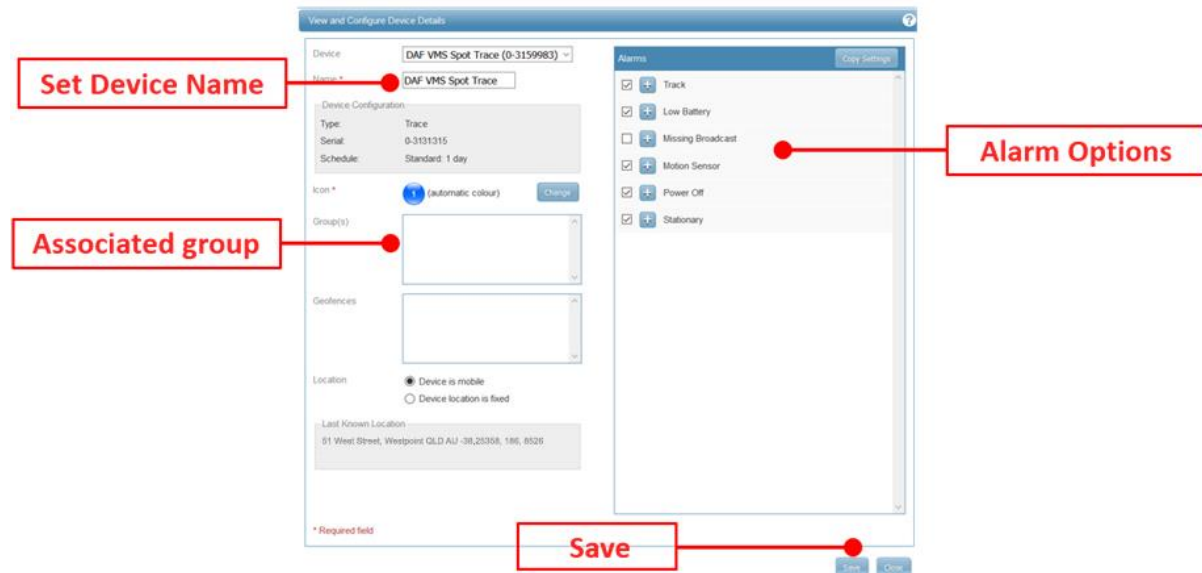 View and Configure Device Details
?
Set Device Name
Device
DAF VMS Spot Trace (0-3159983)
Name *
DAF VMS Spot Trace
Device Configuration
Type: Trace
Serial: 0-3131315
Schedule: Standard: 1 day
Icon *
1
(automatic colour)
Change
Associated group
Group(s)
Geofences
Location
Device is mobile
Device location is fixed
Last Known Location
51 West Street, Westpoint QLD AU -38,25358, 186, 8526
* Required field
Alarms
Copy Settings
Track
Low Battery
Missing Broadcast
Motion Sensor
Power Off
Stationary
Alarm Options
Save
Save
Close